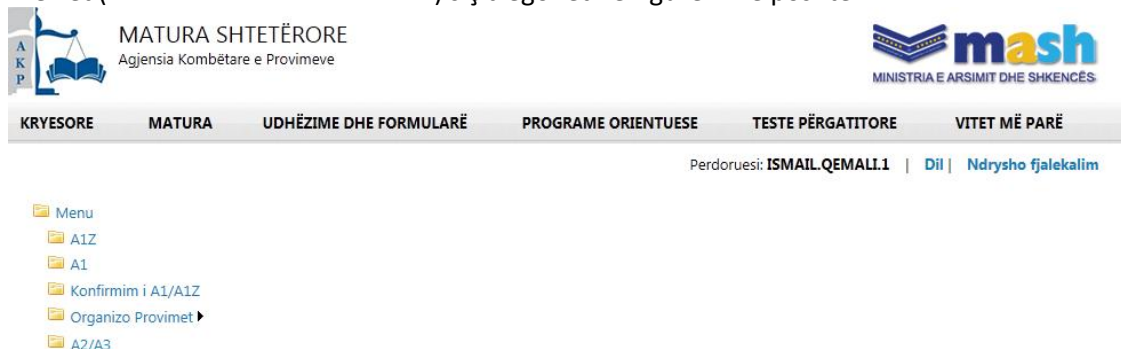 MATURA SHTETËRORE
Agjensia Kombëtare e Provimeve
A
K
P
mash
MINISTRIA E ARSIMIT DHE SHKENCËS
KRYESORE MATURA UDHËZIME DHE FORMULARË PROGRAME ORIENTUESE TESTE PËRGATITORE VITET MË PARË
Perdoruesi: ISMAIL.QEMALI.1 | Dil | Ndrysho fjalekalim
Menu
A1Z
A1
Konfirmim i A1/A1Z
Organizo Provimet
A2/A3